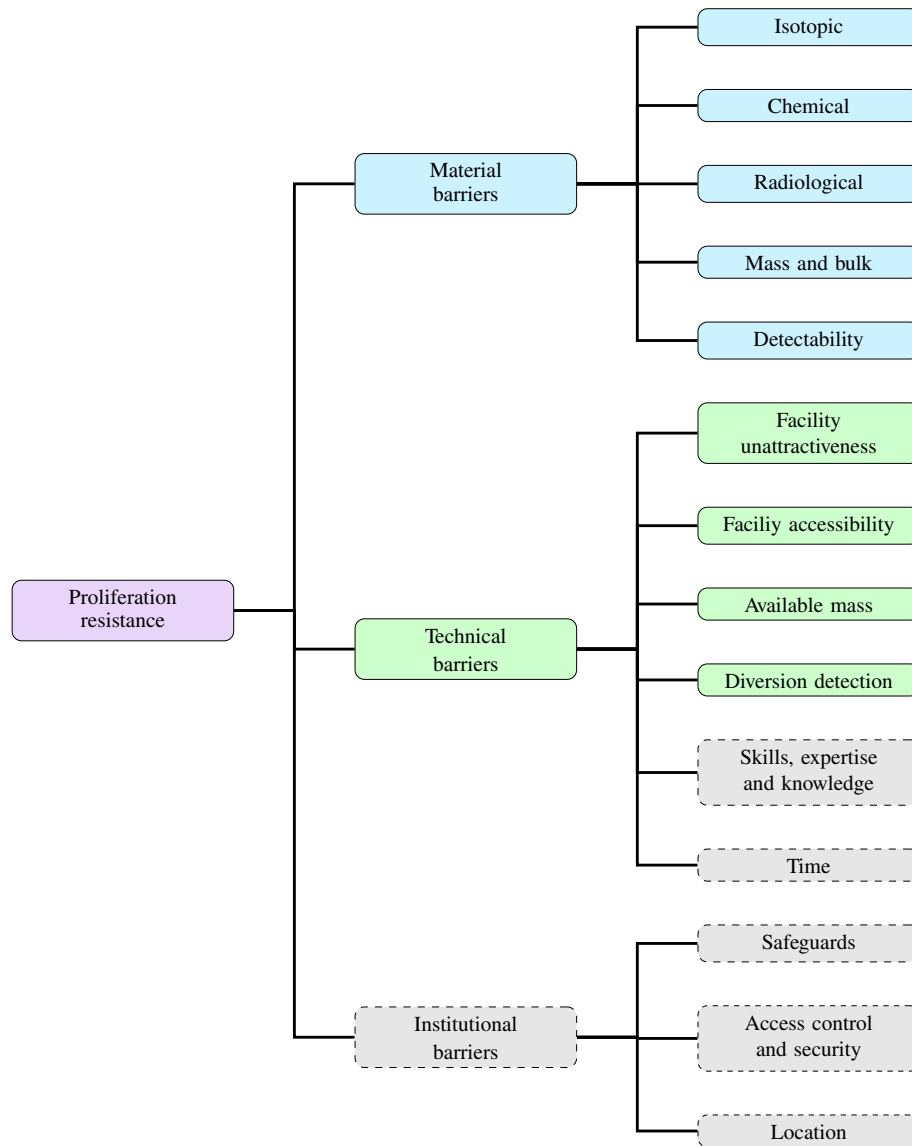 Isotopic
Chemical
Material
barriers
Radiological
Mass and bulk
Detectability
Facility
unattractiveness
Faciliy accessibility
Proliferation
resistance
Available mass
Technical
barriers
Diversion detection
Skills, expertise
and knowledge
Time
Safeguards
Institutional
barriers
Access control
and security
Location